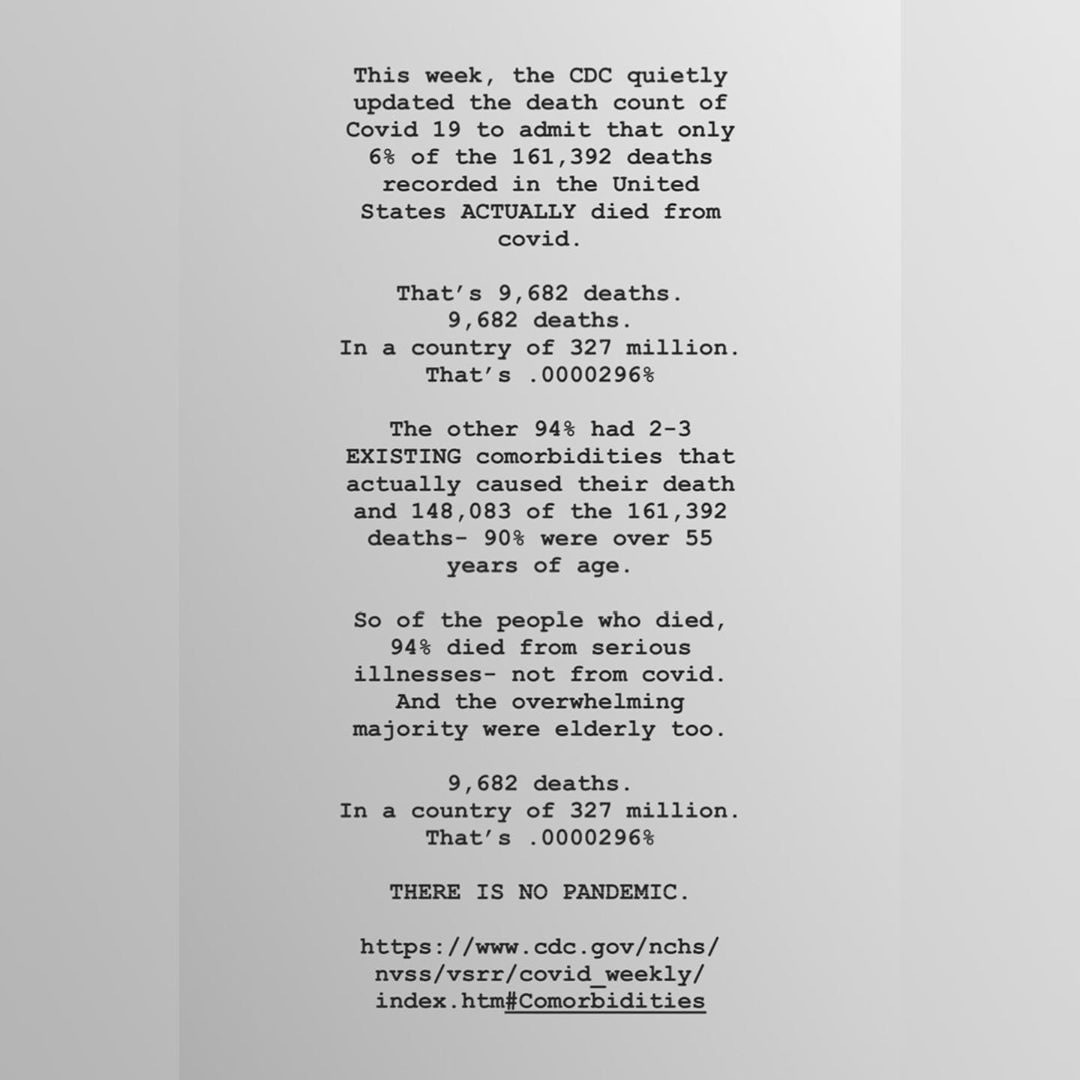 This week, the CDC quietly
updated the death count of
Covid 19 to admit that only
6% of the 161,392 deaths
recorded in the United
States ACTUALLY died from
covid.
That's 9,682 deaths.
9,682 deaths.
In a country of 327 million.
That's .0000296%
The other 94% had 2-3
EXISTING comorbidities that
actually caused their death
and 148,083 of the 161,392
deaths- 90% were over 55
years of age.
So of the people who died,
94% died from serious
illnesses- not from covid.
And the overwhelming
majority were elderly too.
9,682 deaths.
In a country of 327 million.
That's .0000296%
THERE IS NO PANDEMIC.
https://www.cdc.gov/nchs/
nvss/vsrr/covid_weekly/
index.htm#Comorbidities